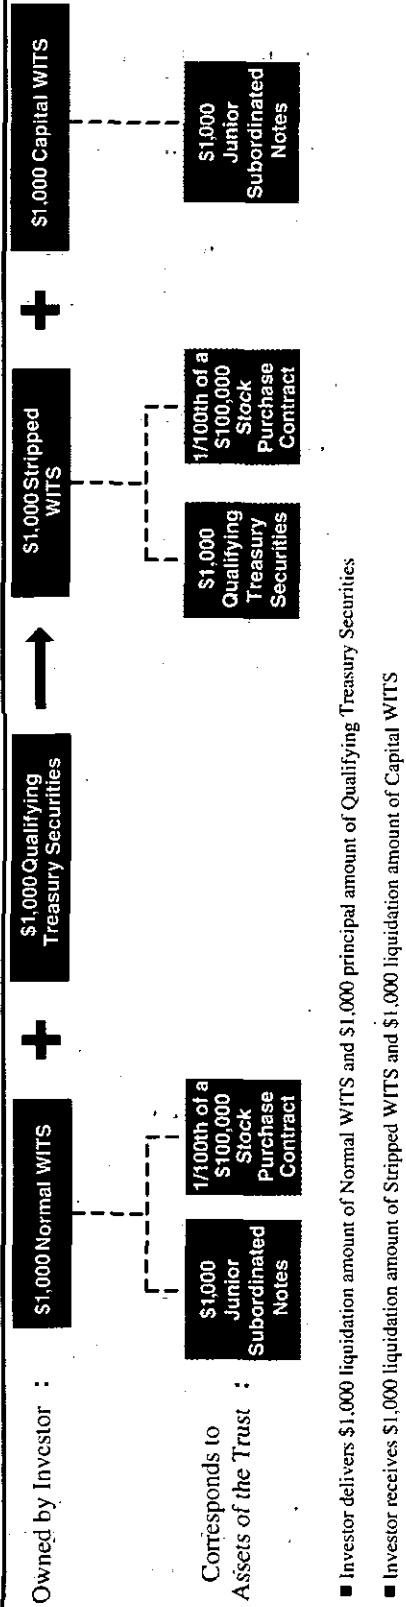 Owned by Investor :
$1,000 Normal WITS
+
$1,000 Qualifying
Treasury Securities
$1,000 Stripped
WITS
+
$1,000 Capital WITS
Corresponds to
Assets of the Trust :
$1,000
Junior
Subordinated
Notes
1/100th of a
$100,000
Stock
Purchase
Contract
$1,000
Qualifying
Treasury
Securities
1/100th of a
$100,000
Stock
Purchase
Contract
$1,000
Junior
Subordinated
Notes
■ Investor delivers $1,000 liquidation amount of Normal WITS and $1,000 principal amount of Qualifying Treasury Securities
■ Investor receives $1,000 liquidation amount of Stripped WITS and $1,000 liquidation amount of Capital WITS